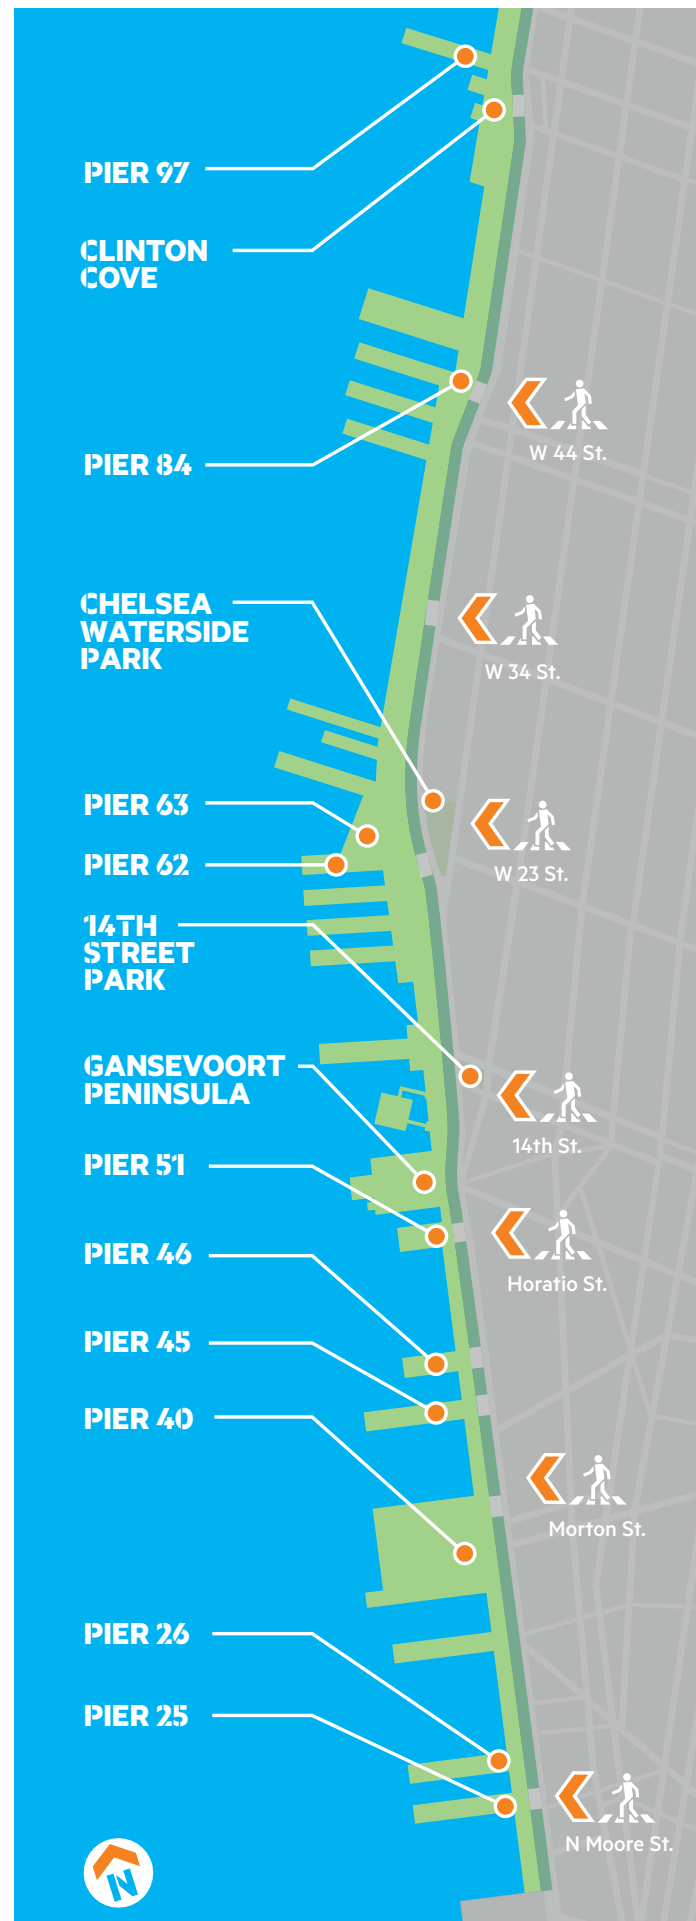 PIER 97
CLINTON
COVE
W 44 St.
PIER 84
CHELSEA
WATERSIDE
PARK
W 34 St.
PIER 63
PIER 62
W 23 St.
14TH
STREET
PARK
GANSEVOORT
PENINSULA
14th St.
PIER 51
PIER 46
Horatio St.
PIER 45
PIER 40
Morton St.
PIER 26
PIER 25
N Moore St.
N